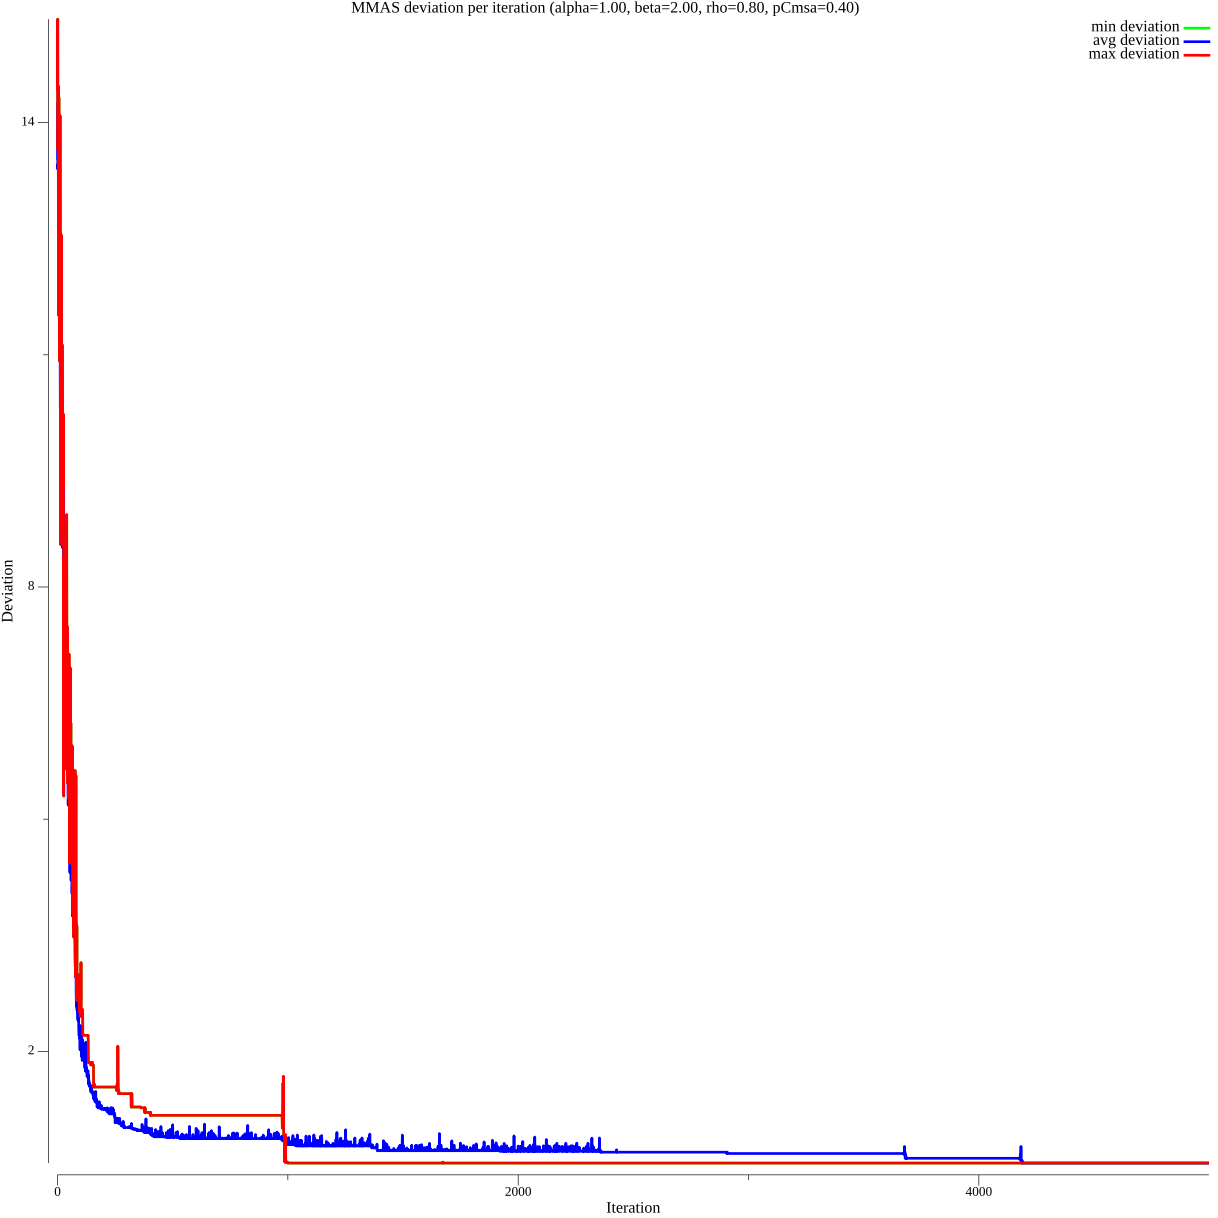 MMAS deviation per iteration (alpha=1.00, beta=2.00, rho=0.80, pCmsa=0.40)
min deviation
avg deviation
max deviation
14
8
2
Deviation
0
2000
4000
Iteration